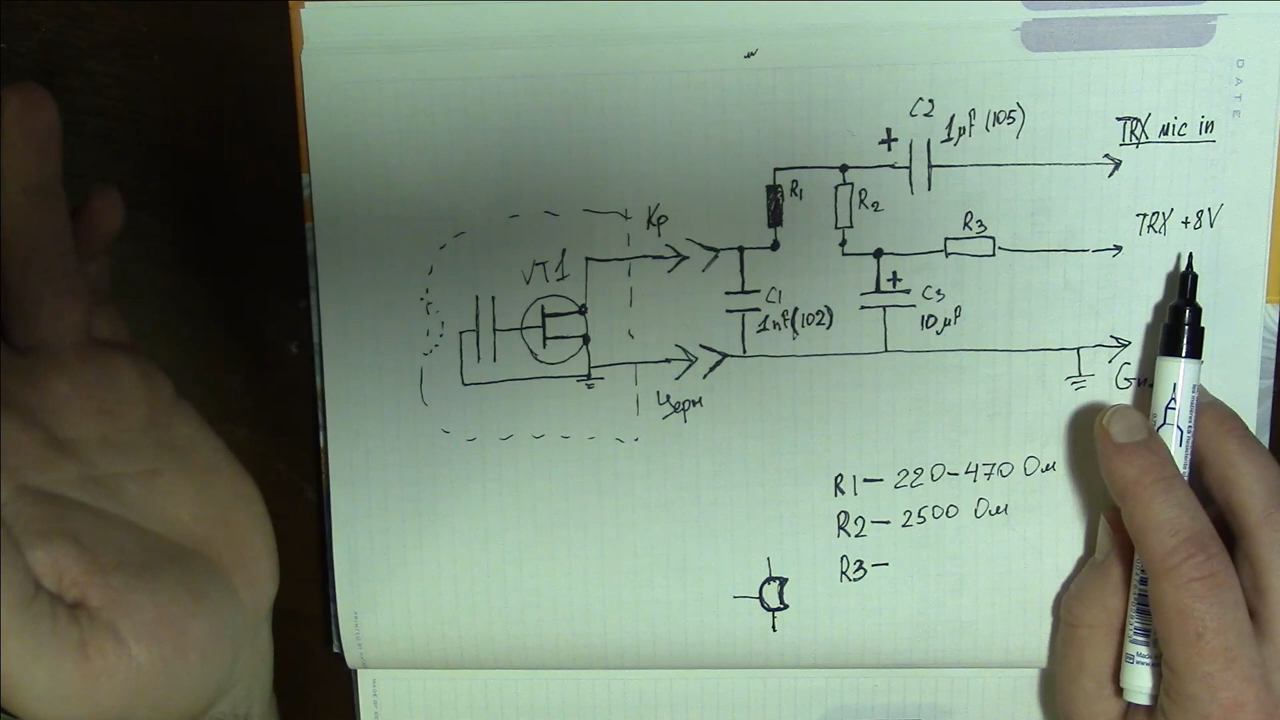 C2
1µF (105)
+
TRX mic in
R1
R2
Кр
R3
TRX +8V
VT1
+
C1
1nF(102)
C3
10µF
Черн
R1— 220-470 Ом
R2— 2500 Ом
R3—
DATE